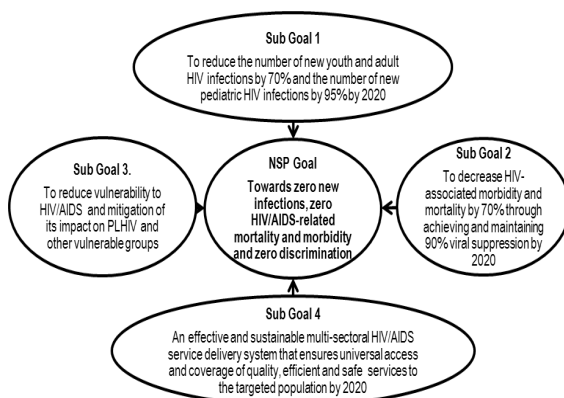 Sub Goal 1
To reduce the number of new youth and adult
HIV infections by 70% and the number of new
pediatric HIV infections by 95% by 2020
Sub Goal 3.
To reduce vulnerability to
HIV/AIDS and mitigation of
its impact on PLHIV and
other vulnerable groups
NSP Goal
Towards zero new
infections, zero
HIV/AIDS-related
mortality and morbidity
and zero discrimination
Sub Goal 2
To decrease HIV-
associated morbidity and
mortality by 70% through
achieving and maintaining
90% viral suppression by
2020
Sub Goal 4
An effective and sustainable multi-sectoral HIV/AIDS
service delivery system that ensures universal access
and coverage of quality, efficient and safe services to
the targeted population by 2020